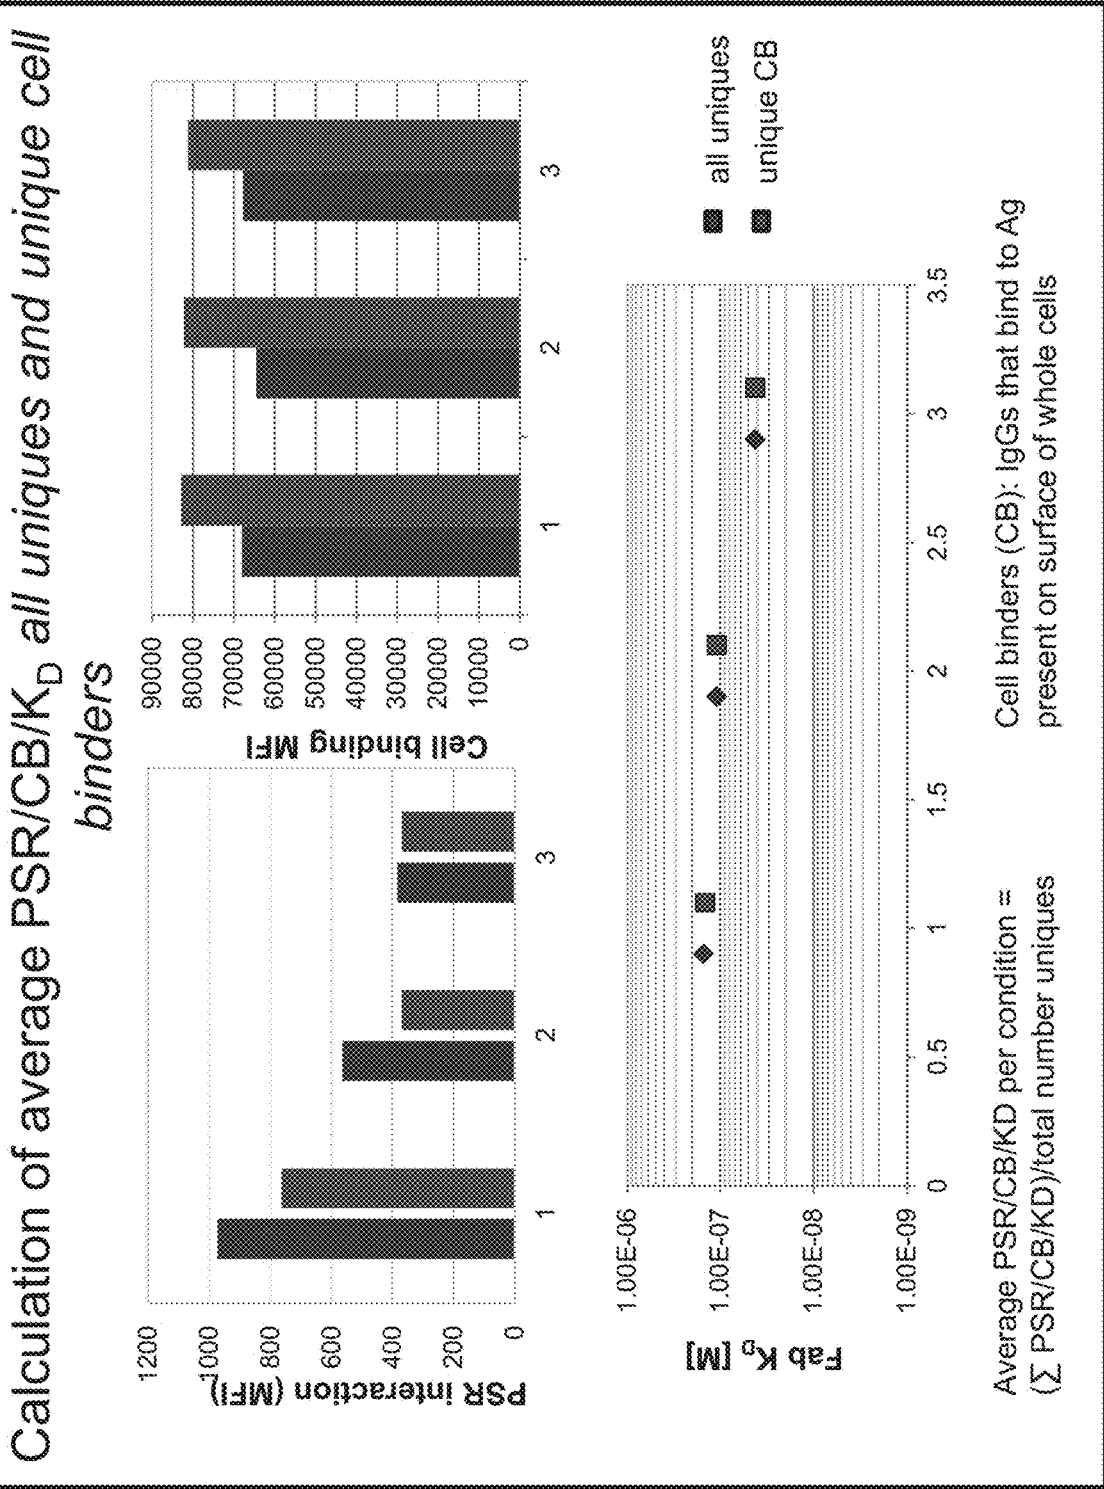 Calculation of average PSR/CB/KD all uniques and unique cell
binders
PSR interaction (MFI)
1200
1000
800
600
400
200
0
1
2
3
Cell binding MFI
90000
80000
70000
60000
50000
40000
30000
20000
10000
0
1
2
3
Fab KD [M]
1.00E-06
1.00E-07
1.00E-08
1.00E-09
0
0.5
1
1.5
2
2.5
3
3.5
all uniques
unique CB
Average PSR/CB/KD per condition =
(∑ PSR/CB/KD)/total number uniques
Cell binders (CB): IgGs that bind to Ag
present on surface of whole cells